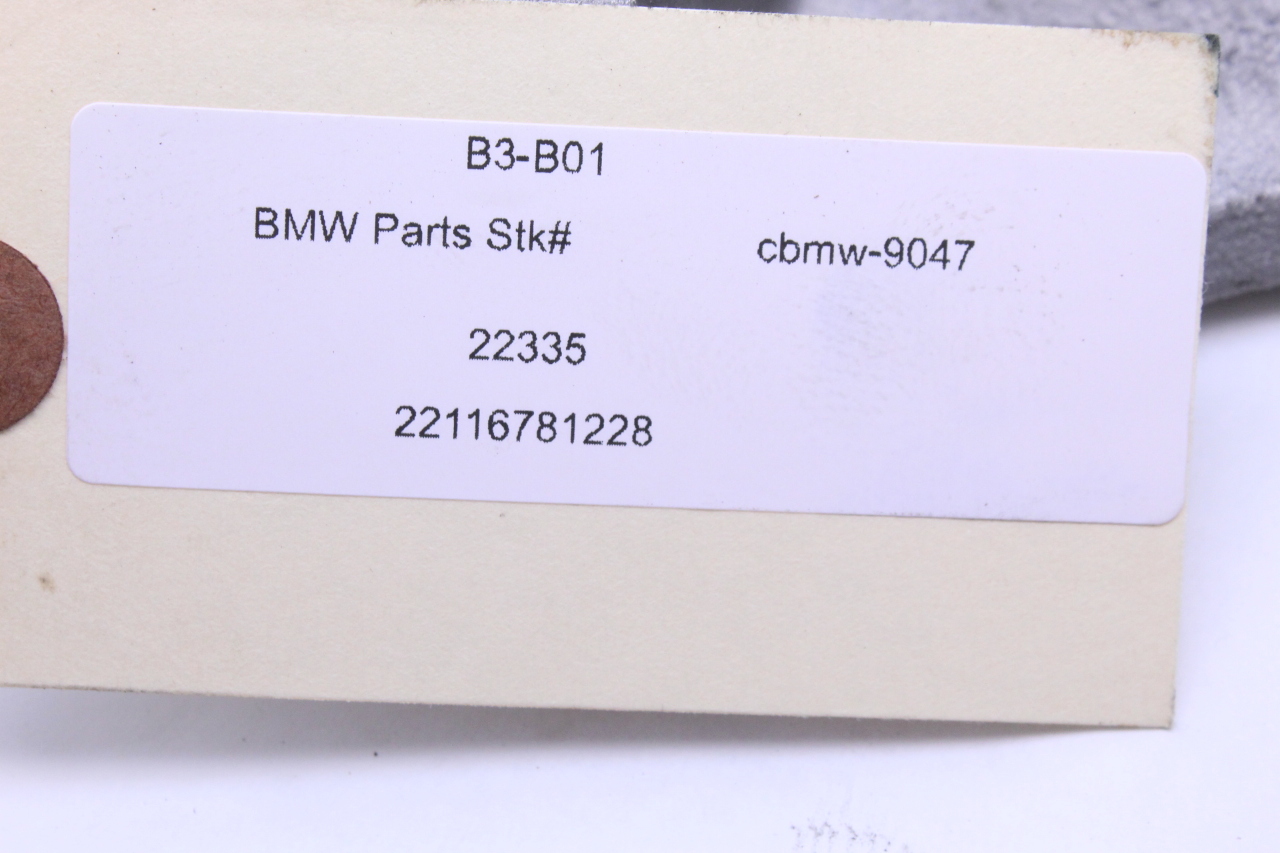 B3-B01
BMW Parts Stk# cbmw-9047
22335
22116781228